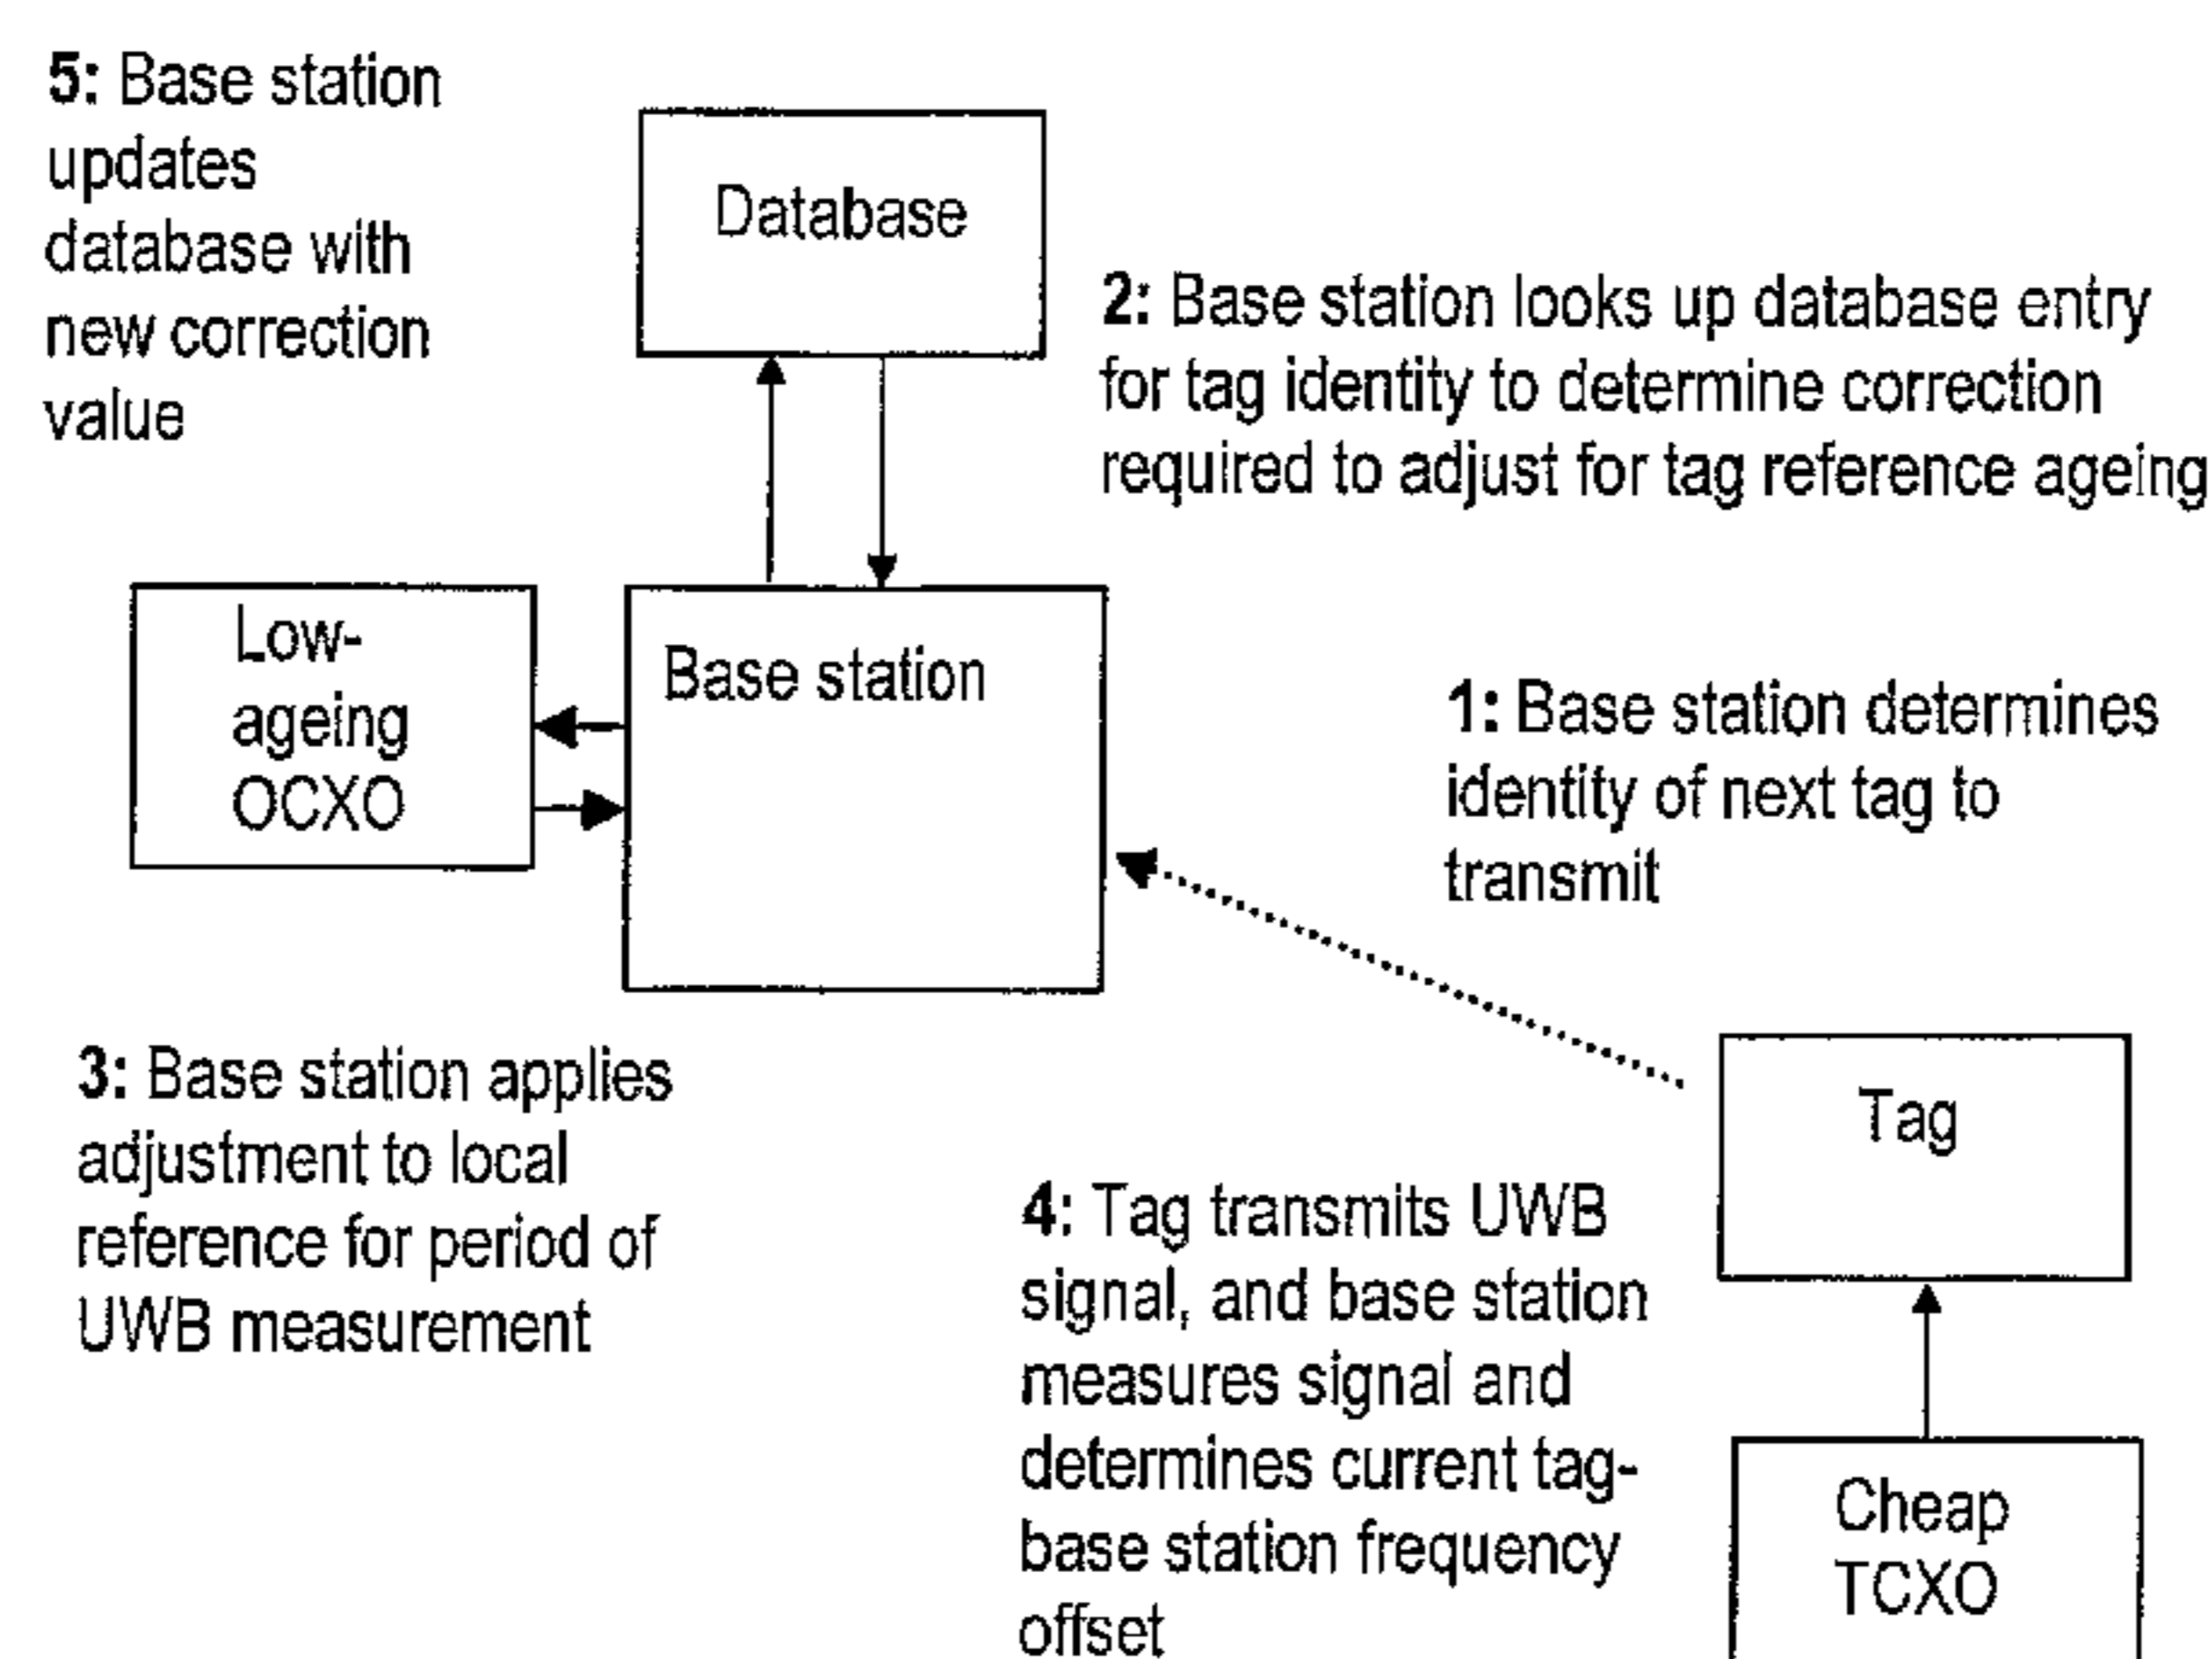 5: Base station
updates
database with
new correction
value
Database
2: Base station looks up database entry
for tag identity to determine correction
required to adjust for tag reference ageing
Low-
ageing
OCXO
Base station
1: Base station determines
identity of next tag to
transmit
3: Base station applies
adjustment to local
reference for period of
UWB measurement
Tag
4: Tag transmits UWB
signal, and base station
measures signal and
determines current tag-
base station frequency
offset
Cheap
TCXO